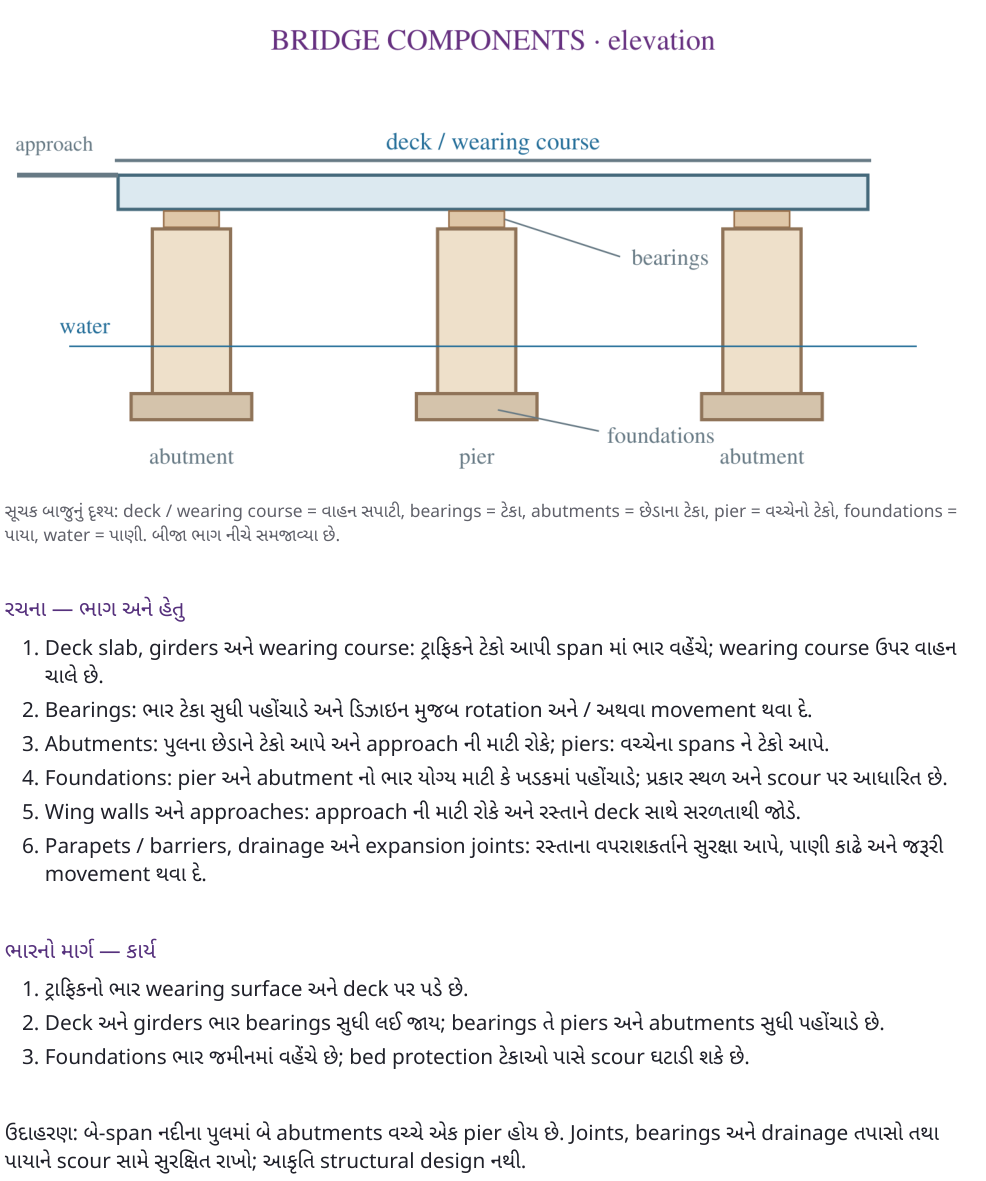 BRIDGE COMPONENTS · elevation
approach
deck / wearing course
bearings
water
foundations
abutment
pier
abutment
સૂચક બાજુનું દૃશ્ય: deck / wearing course = વાહન સપાટી, bearings = ટેકા, abutments = છેડાના ટેકા, pier = વચ્ચેનો ટેકો, foundations =
પાયા, water = પાણી. બીજા ભાગ નીચે સમજાવ્યા છે.
રચના — ભાગ અને હેતુ
1. Deck slab, girders અને wearing course: ટ્રાફિકને ટેકો આપી span માં ભાર વહેંચે; wearing course ઉપર વાહન
ચાલે છે.
2. Bearings: ભાર ટેકા સુધી પહોંચાડે અને ડિઝાઇન મુજબ rotation અને / અથવા movement થવા દે.
3. Abutments: પુલના છેડાને ટેકો આપે અને approach ની માટી રોકે; piers: વચ્ચેના spans ને ટેકો આપે.
4. Foundations: pier અને abutment નો ભાર યોગ્ય માટી કે ખડકમાં પહોંચાડે; પ્રકાર સ્થળ અને scour પર આધારિત છે.
5. Wing walls અને approaches: approach ની માટી રોકે અને રસ્તાને deck સાથે સરળતાથી જોડે.
6. Parapets / barriers, drainage અને expansion joints: રસ્તાના વપરાશકર્તાને સુરક્ષા આપે, પાણી કાઢે અને જરૂરી
movement થવા દે.
ભારનો માર્ગ — કાર્ય
1. ટ્રાફિકનો ભાર wearing surface અને deck પર પડે છે.
2. Deck અને girders ભાર bearings સુધી લઈ જાય; bearings તે piers અને abutments સુધી પહોંચાડે છે.
3. Foundations ભાર જમીનમાં વહેંચે છે; bed protection ટેકાઓ પાસે scour ઘટાડી શકે છે.
ઉદાહરણ: બે-span નદીના પુલમાં બે abutments વચ્ચે એક pier હોય છે. Joints, bearings અને drainage તપાસો તથા
પાયાને scour સામે સુરક્ષિત રાખો; આકૃતિ structural design નથી.